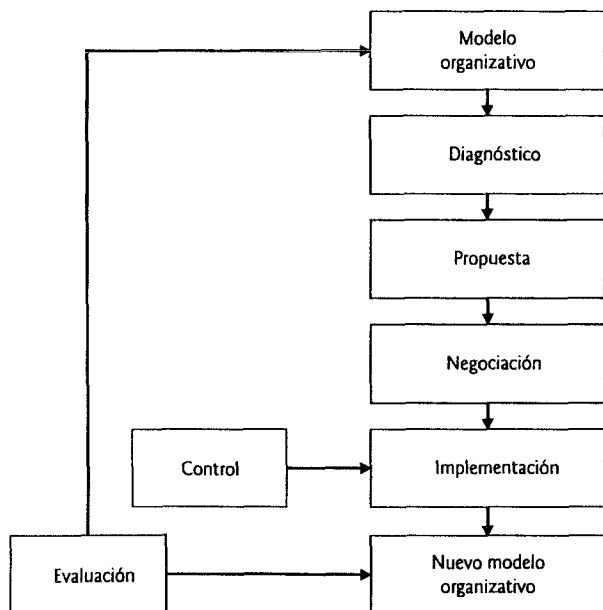 Modelo
organizativo
Diagnóstico
Propuesta
Negociación
Control
Implementación
Evaluación
Nuevo modelo
organizativo